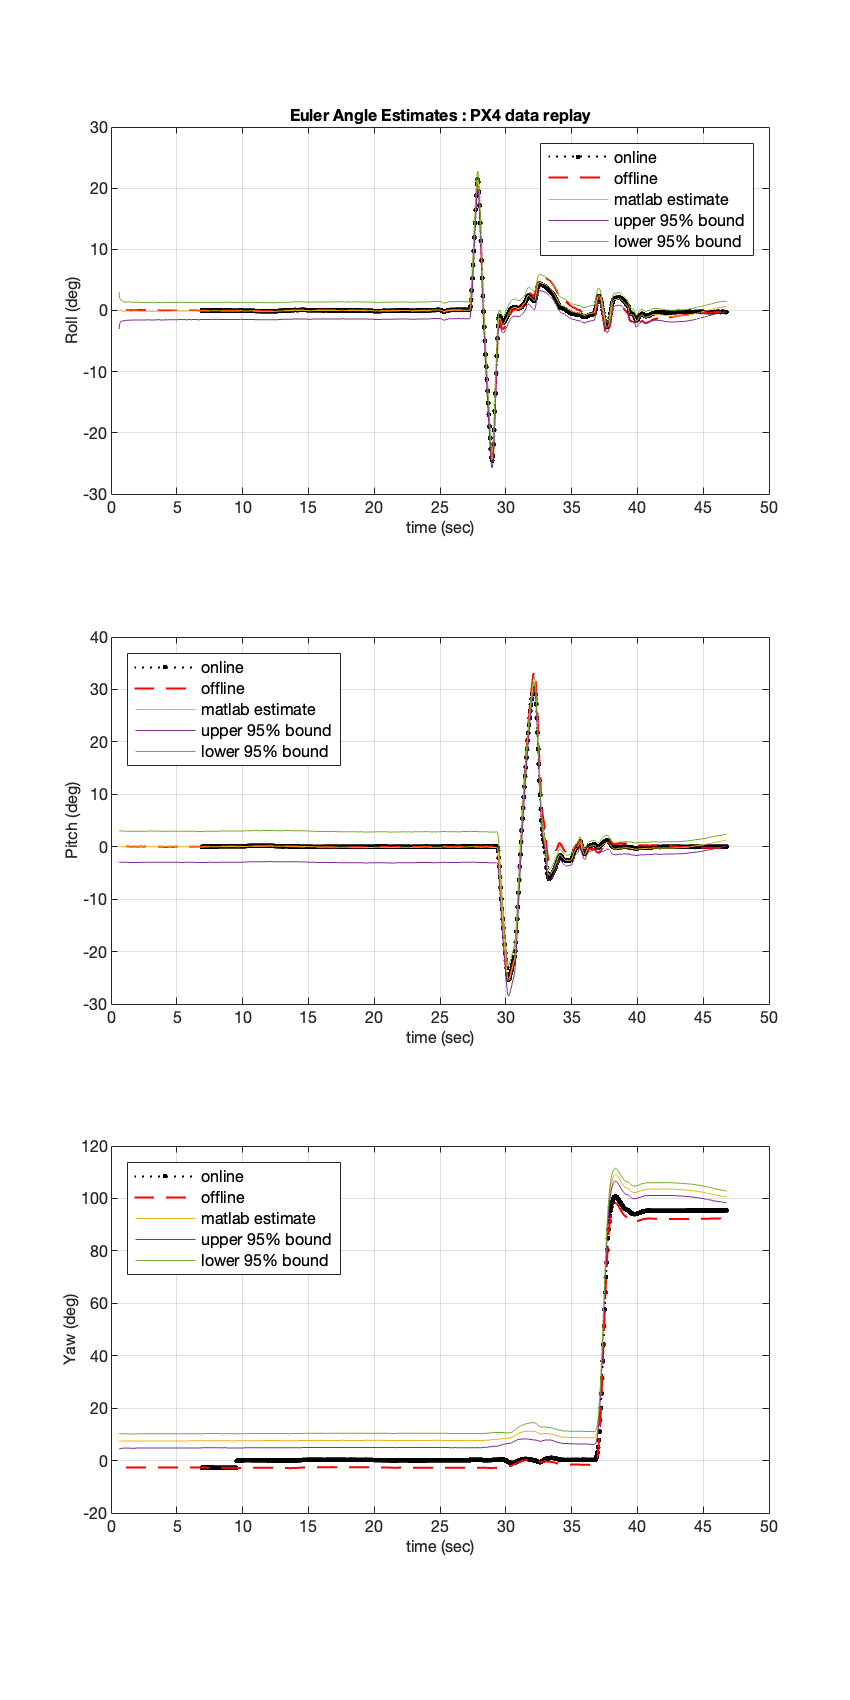 Euler Angle Estimates : PX4 data replay
30
20
10
0
-10
-20
-30
Roll (deg)
online
offline
matlab estimate
upper 95% bound
lower 95% bound
0 5 10 15 20 25 30 35 40 45 50
time (sec)
40
30
20
10
0
-10
-20
-30
Pitch (deg)
online
offline
matlab estimate
upper 95% bound
lower 95% bound
0 5 10 15 20 25 30 35 40 45 50
time (sec)
120
100
80
60
40
20
0
-20
Yaw (deg)
online
offline
matlab estimate
upper 95% bound
lower 95% bound
0 5 10 15 20 25 30 35 40 45 50
time (sec)